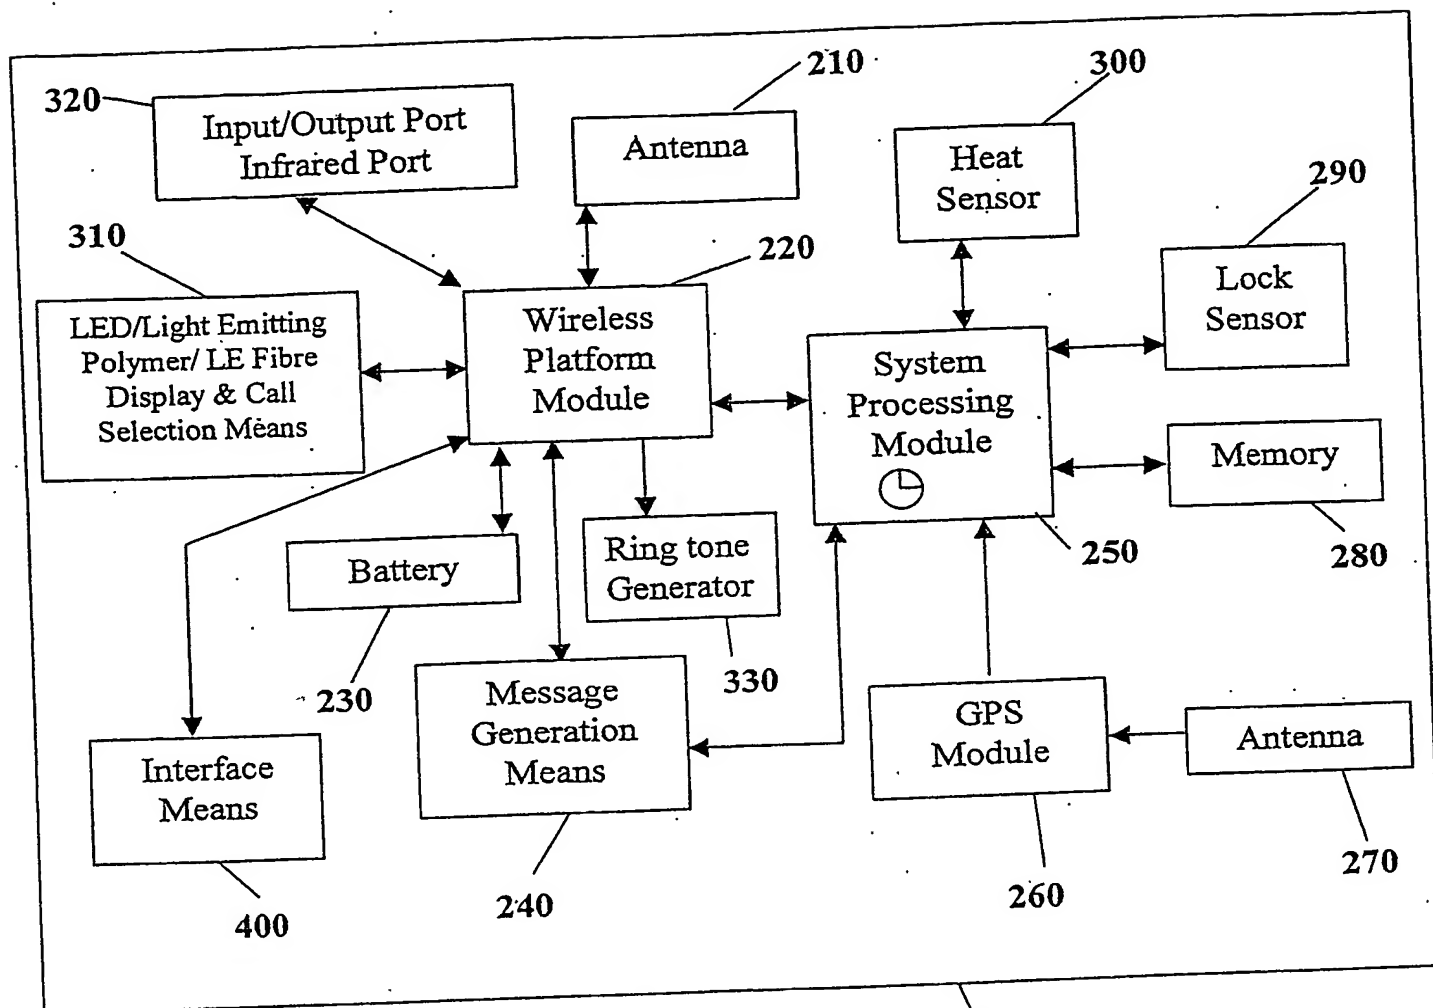 320
Input/Output Port
Infrared Port
210
Antenna
300
Heat
Sensor
290
Lock
Sensor
310
LED/Light Emitting
Polymer/ LE Fibre
Display & Call
Selection Means
220
Wireless
Platform
Module
System
Processing
Module
250
Memory
280
Battery
230
Ring tone
Generator
330
Message
Generation
Means
240
GPS
Module
260
Antenna
270
Interface
Means
400